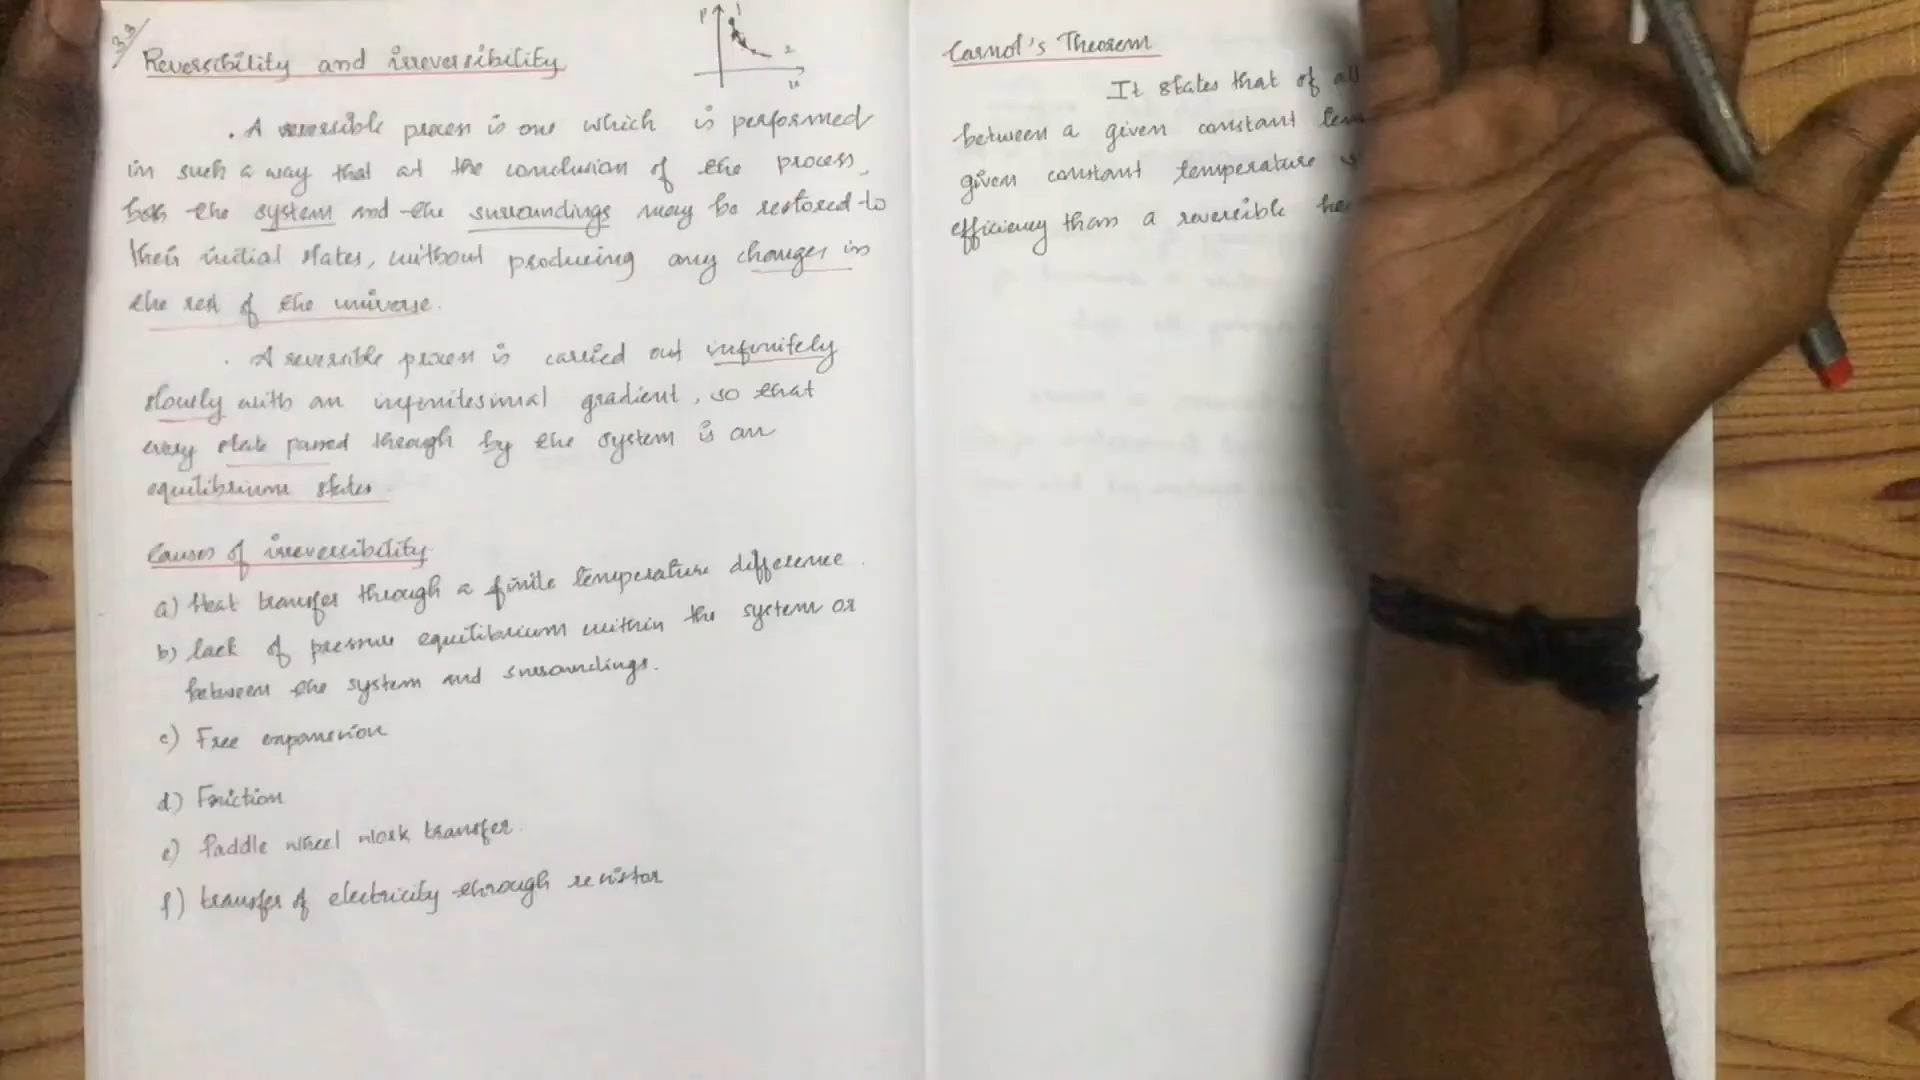 33
Reversibility and irreversibility
P
1
2
v
. A reversible process is one which is performed
in such a way that at the conclusion of the process,
both the system and the surroundings may be restored to
their initial states, without producing any changes in
the rest of the universe.
. A reversible process is carried out infinitely
slowly with an infinitesimal gradient, so that
every state passed through by the system is an
equilibrium states.
Causes of irreversibility
a) Heat transfer through a finite temperature difference.
b) lack of pressure equilibrium within the system or
between the system and surroundings.
c) Free expansion
d) Friction
e) Paddle wheel work transfer.
f) transfer of electricity through resistor
Carnot's Theorem
It states that of all
between a given constant tem
given constant temperature s
efficiency than a reversible hea